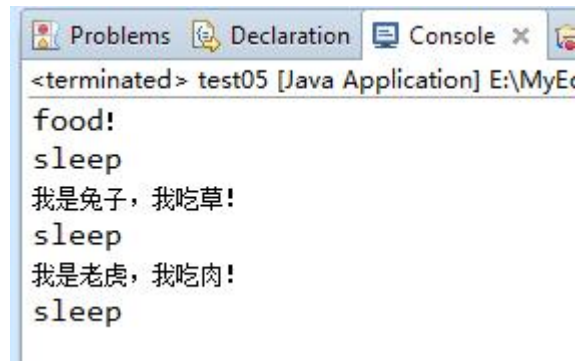 Problems Declaration Console
<terminated> test05 [Java Application] E:\MyEc
food!
sleep
我是兔子，我吃草!
sleep
我是老虎，我吃肉!
sleep